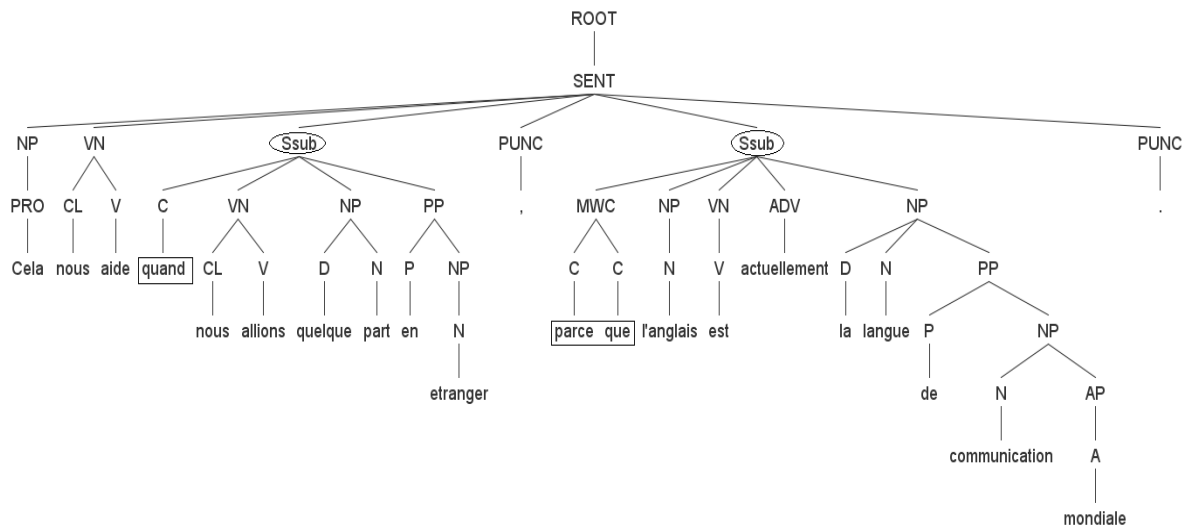 ROOT
SENT
NP VN Ssub PUNC Ssub PUNC
PRO CL V C VN NP PP , MWC NP VN ADV NP .
Cela nous aide quand CL V D N P NP C C N V actuellement D N PP
nous allions quelque part en N parce que l'anglais est la langue P NP
etranger de N AP
communication A
mondiale